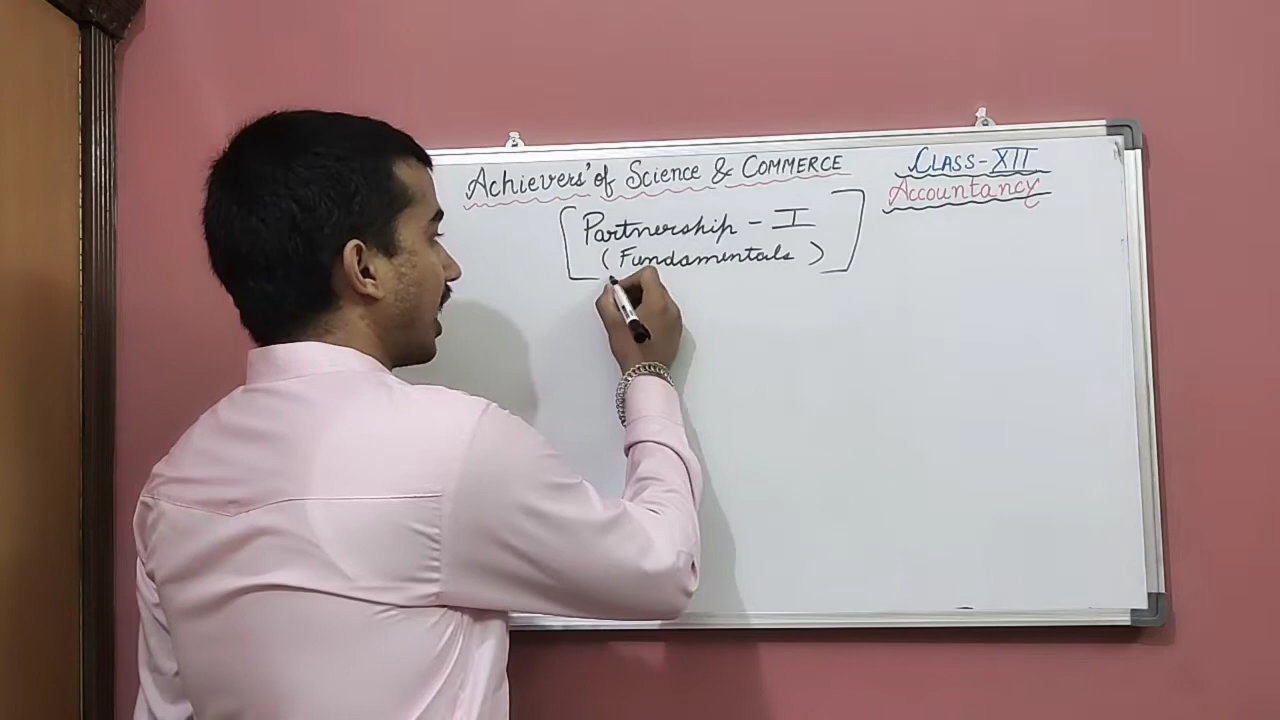 Achievers' of Science & COMMERCE
CLASS-XII
Accountancy
[Partnership - I
(Fundamentals)]